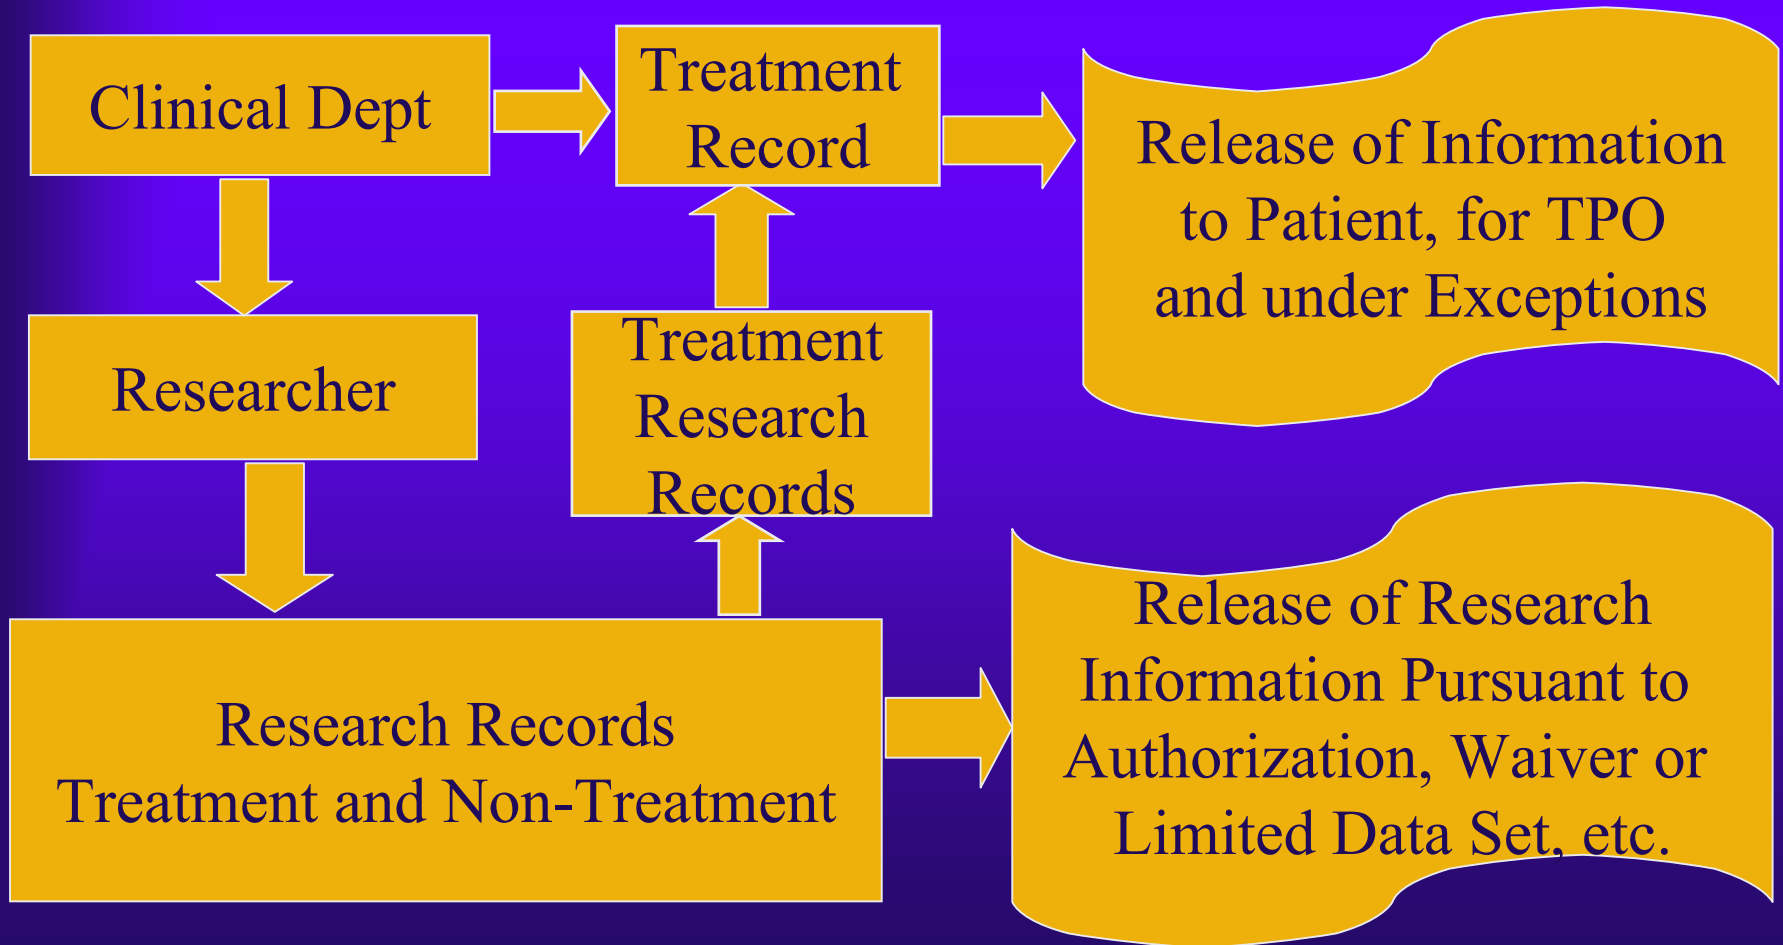 Clinical Dept
Treatment
Record
Release of Information
to Patient, for TPO
and under Exceptions
Researcher
Treatment
Research
Records
Research Records
Treatment and Non-Treatment
Release of Research
Information Pursuant to
Authorization, Waiver or
Limited Data Set, etc.